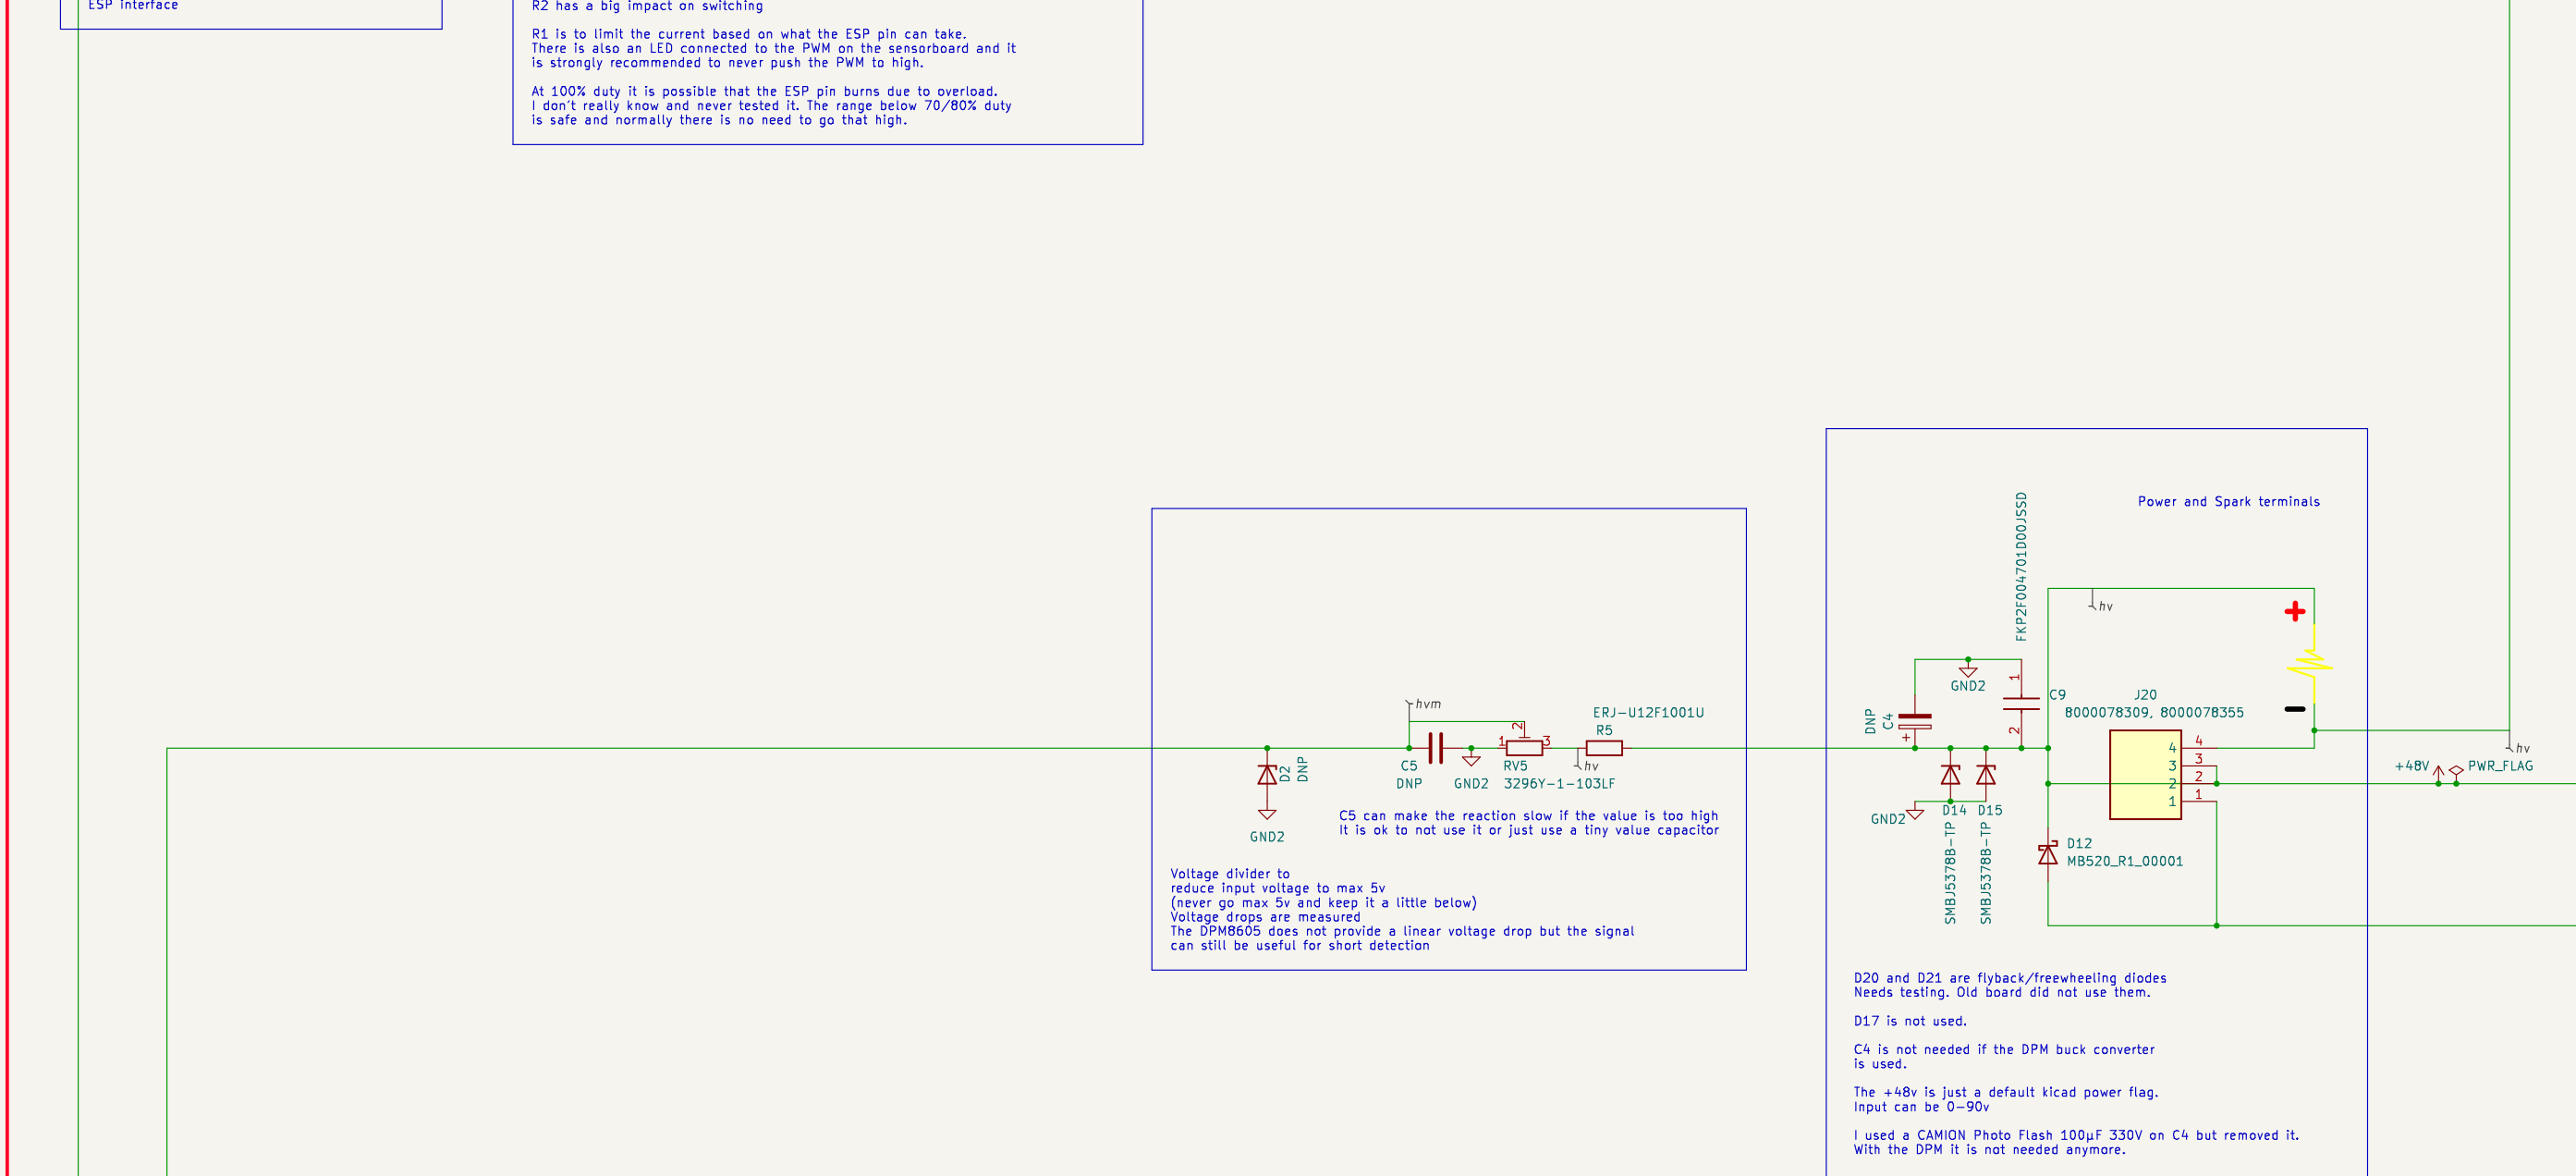 ESP interface
R2 has a big impact on switching
R1 is to limit the current based on what the ESP pin can take.
There is also an LED connected to the PWM on the sensorboard and it
is strongly recommended to never push the PWM to high.
At 100% duty it is possible that the ESP pin burns due to overload.
I don't really know and never tested it. The range below 70/80% duty
is safe and normally there is no need to go that high.
hvm
ERJ-U12F1001U
R5
1
2
3
hv
C5
DNP
GND2
RV5
3296Y-1-103LF
D2
DNP
GND2
C5 can make the reaction slow if the value is too high
It is ok to not use it or just use a tiny value capacitor
Voltage divider to
reduce input voltage to max 5v
(never go max 5v and keep it a little below)
Voltage drops are measured
The DPM8605 does not provide a linear voltage drop but the signal
can still be useful for short detection
Power and Spark terminals
FKP2F004701D00JSSD
hv
+
GND2
1
2
C9
DNP
C4
+
J20
8000078309, 8000078355
4
3
2
1
4
3
2
1
hv
+48V
PWR_FLAG
GND2
D14
D15
SMBJ5378B-TP
SMBJ5378B-TP
D12
MB520_R1_00001
D20 and D21 are flyback/freewheeling diodes
Needs testing. Old board did not use them.
D17 is not used.
C4 is not needed if the DPM buck converter
is used.
The +48v is just a default kicad power flag.
Input can be 0-90v
I used a CAMION Photo Flash 100µF 330V on C4 but removed it.
With the DPM it is not needed anymore.